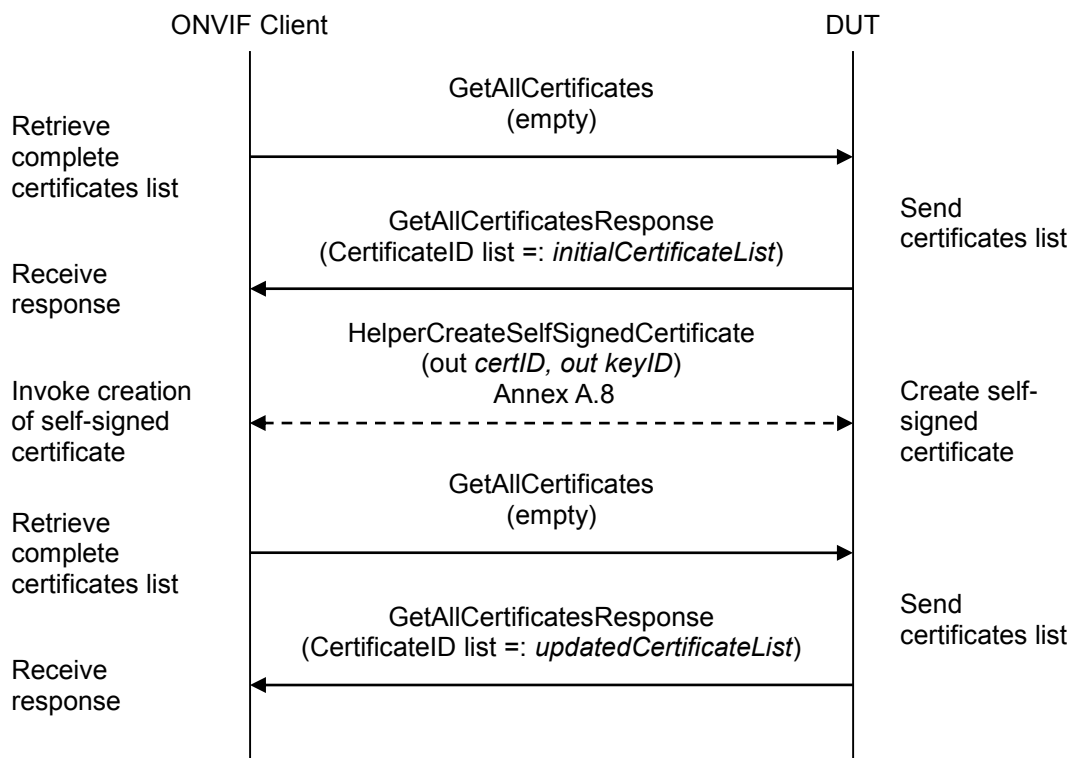 ONVIF Client
DUT
GetAllCertificates
(empty)
Retrieve
complete
certificates list
GetAllCertificatesResponse
(CertificateID list =: initialCertificateList)
Send
certificates list
Receive
response
HelperCreateSelfSignedCertificate
(out certID, out keyID)
Annex A.8
Invoke creation
of self-signed
certificate
Create self-
signed
certificate
GetAllCertificates
(empty)
Retrieve
complete
certificates list
GetAllCertificatesResponse
(CertificateID list =: updatedCertificateList)
Send
certificates list
Receive
response